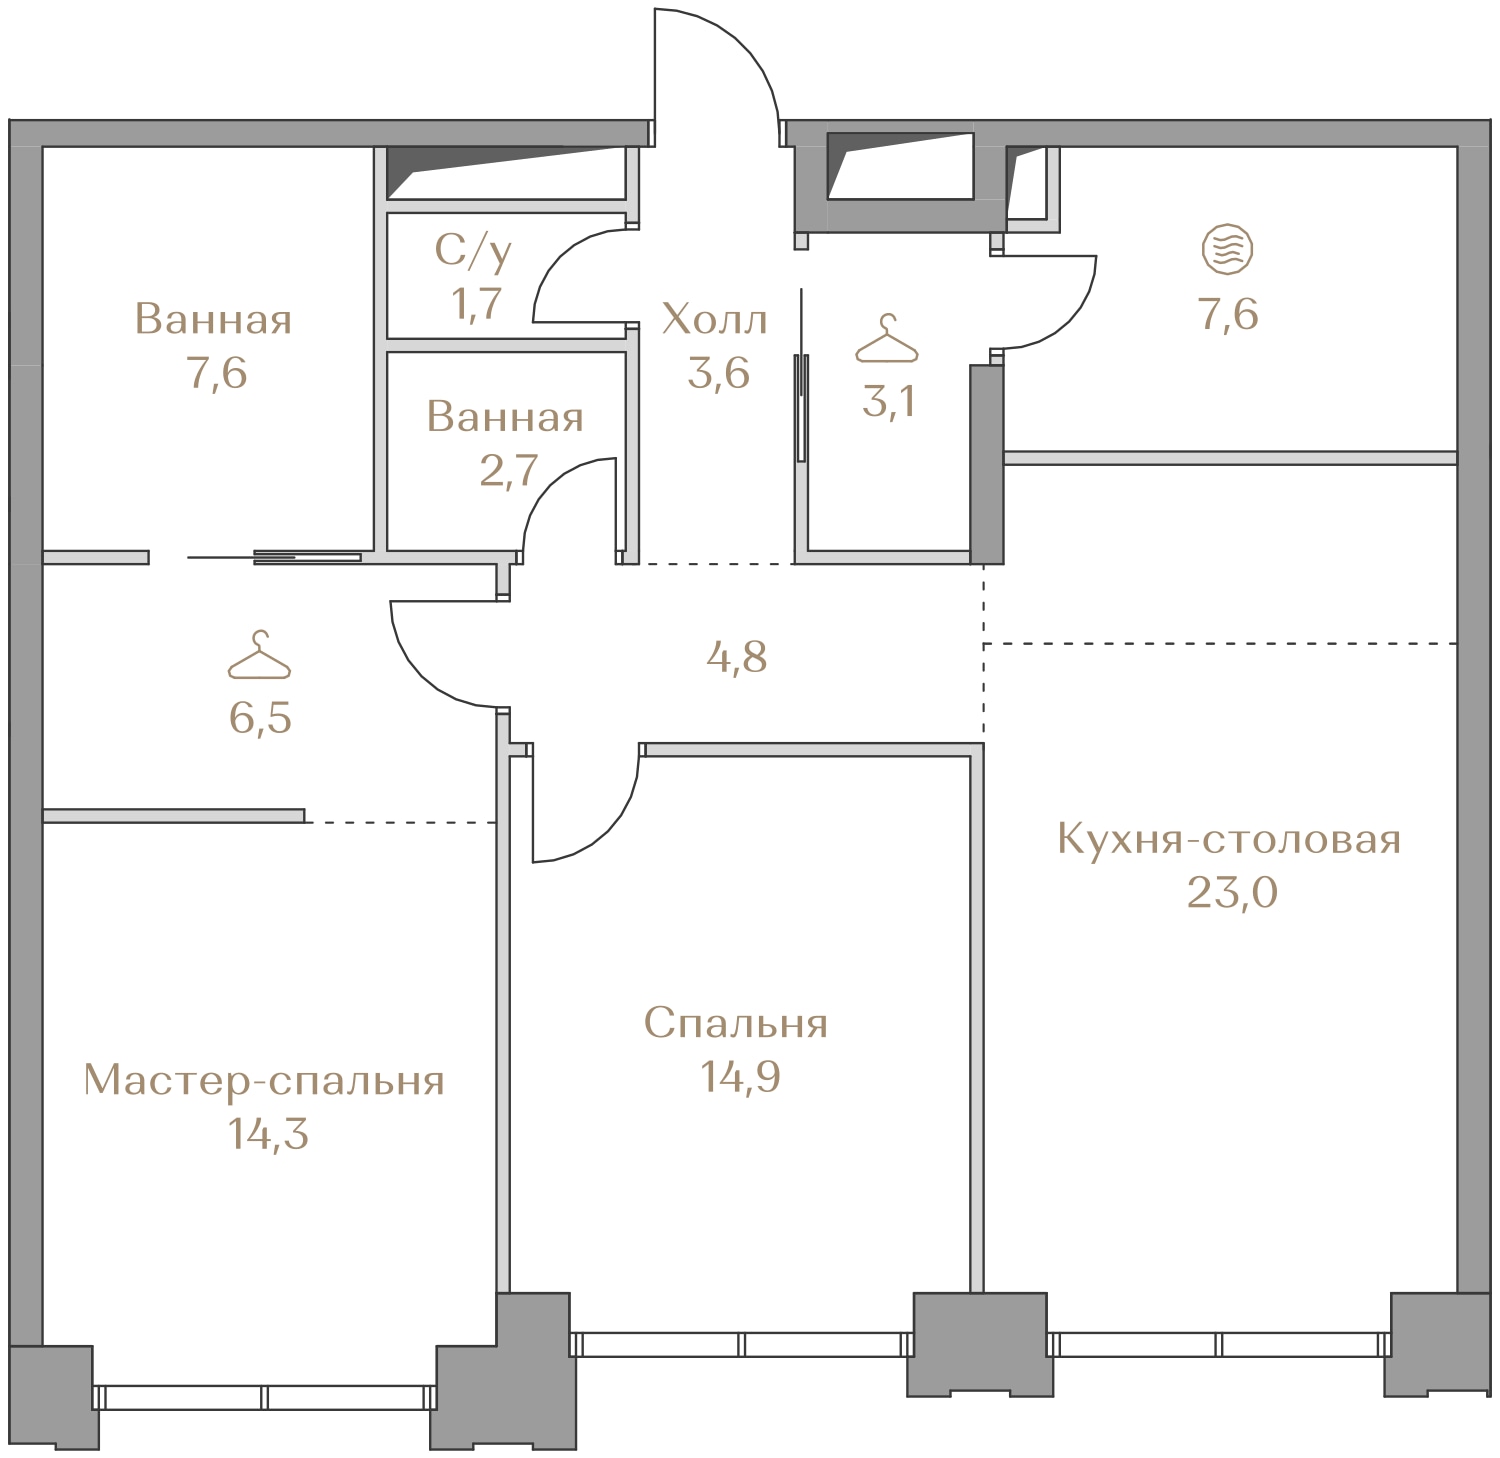 С/у
1,7
Ванная
7,6
Холл
3,6
7,6
3,1
Ванная
2,7
4,8
6,5
Кухня-столовая
23,0
Спальня
14,9
Мастер-спальня
14,3